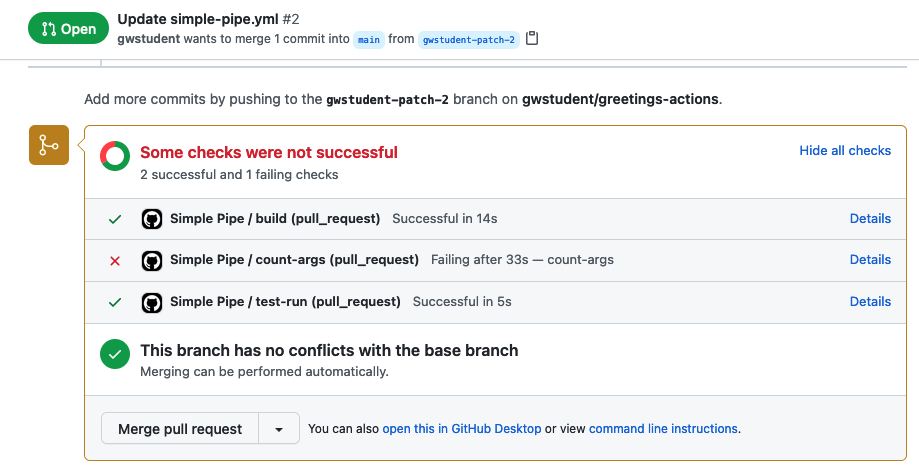 Open
Update simple-pipe.yml #2
gwstudent wants to merge 1 commit into main from gwstudent-patch-2
Add more commits by pushing to the gwstudent-patch-2 branch on gwstudent/greetings-actions.
Some checks were not successful
Hide all checks
2 successful and 1 failing checks
Simple Pipe / build (pull_request) Successful in 14s Details
Simple Pipe / count-args (pull_request) Failing after 33s — count-args Details
Simple Pipe / test-run (pull_request) Successful in 5s Details
This branch has no conflicts with the base branch
Merging can be performed automatically.
Merge pull request You can also open this in GitHub Desktop or view command line instructions.